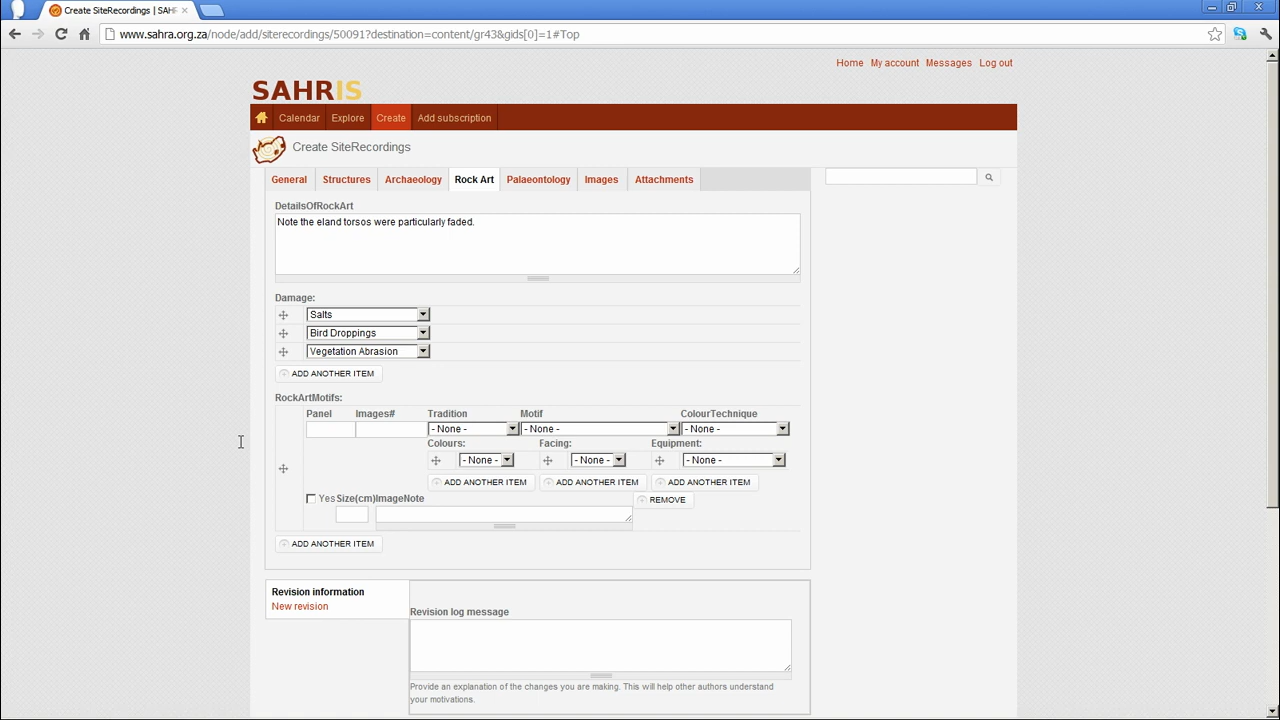 Create SiteRecordings | SAH
www.sahra.org.za/node/add/siterecordings/50091?destination=content/gr43&gids[0]=1#Top
Home My account Messages Log out
SAHRIS
Calendar Explore Create Add subscription
Create SiteRecordings
General Structures Archaeology Rock Art Palaeontology Images Attachments
DetailsOfRockArt
Note the eland torsos were particularly faded.
Damage:
Salts
Bird Droppings
Vegetation Abrasion
ADD ANOTHER ITEM
RockArtMotifs:
Panel Images# Tradition Motif ColourTechnique
- None - - None - - None -
Colours: Facing: Equipment:
- None - - None - - None -
ADD ANOTHER ITEM ADD ANOTHER ITEM ADD ANOTHER ITEM
Yes Size(cm) ImageNote REMOVE
ADD ANOTHER ITEM
Revision information
New revision
Revision log message
Provide an explanation of the changes you are making. This will help other authors understand
your motivations.